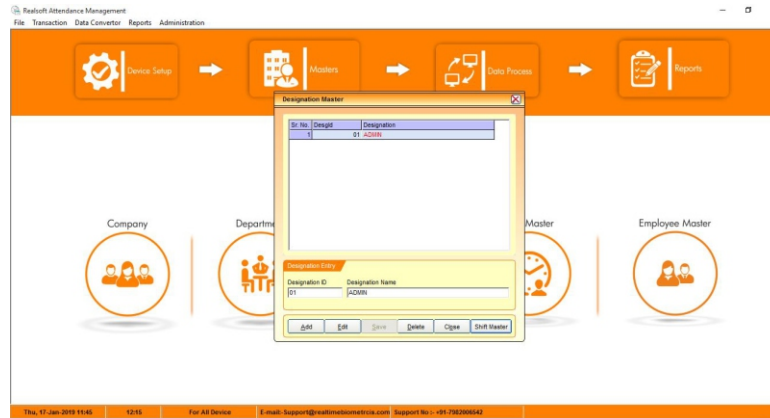 Realsoft Attendance Management
File Transaction Data Convertor Reports Administration
Device Setup
Masters
Data Process
Reports
Designation Master
Sr. No. DesgId Designation
1 01 ADMIN
Company
Departme
Master
Employee Master
Designation Entry
Designation ID Designation Name
01 ADMIN
Add Edit Save Delete Close Shift Master
Thu, 17-Jan-2019 11:45 12:15 For All Device E-mail:-Support@realtimebiometrcis.com Support No :- +91-7982006542